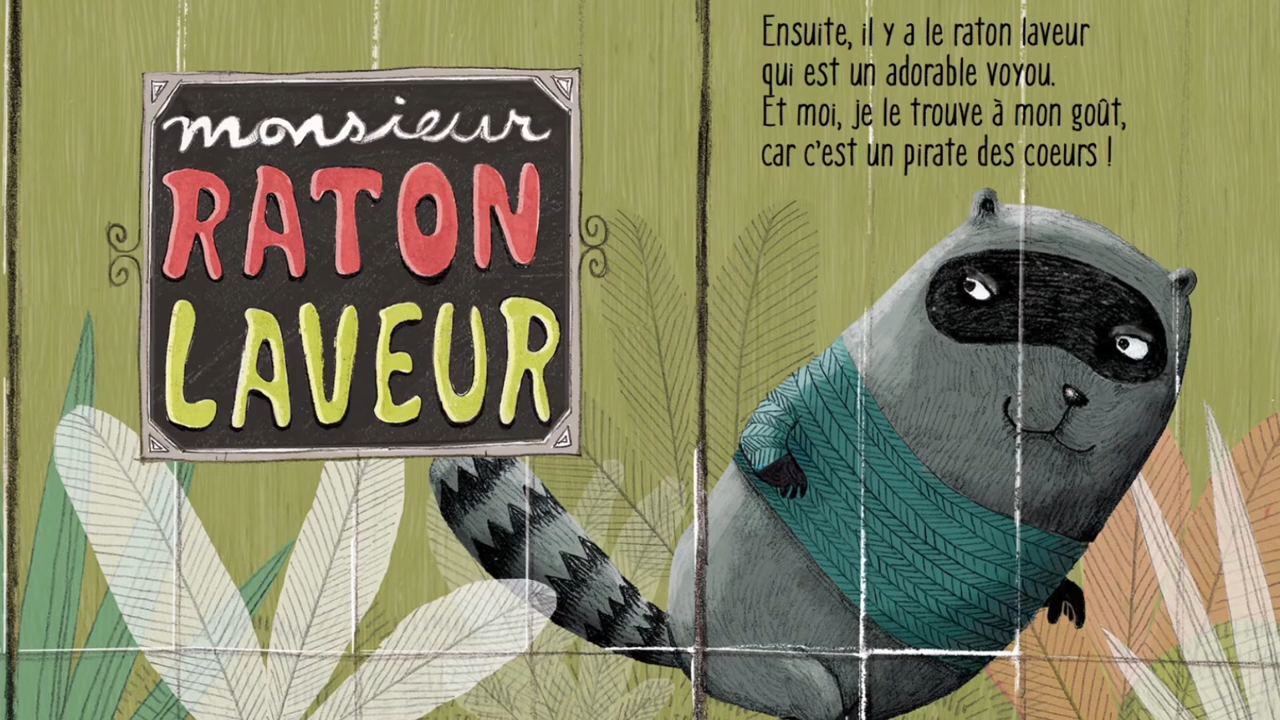 monsieur
RATON
LAVEUR
Ensuite, il y a le raton laveur
qui est un adorable voyou.
Et moi, je le trouve à mon goût,
car c'est un pirate des coeurs !